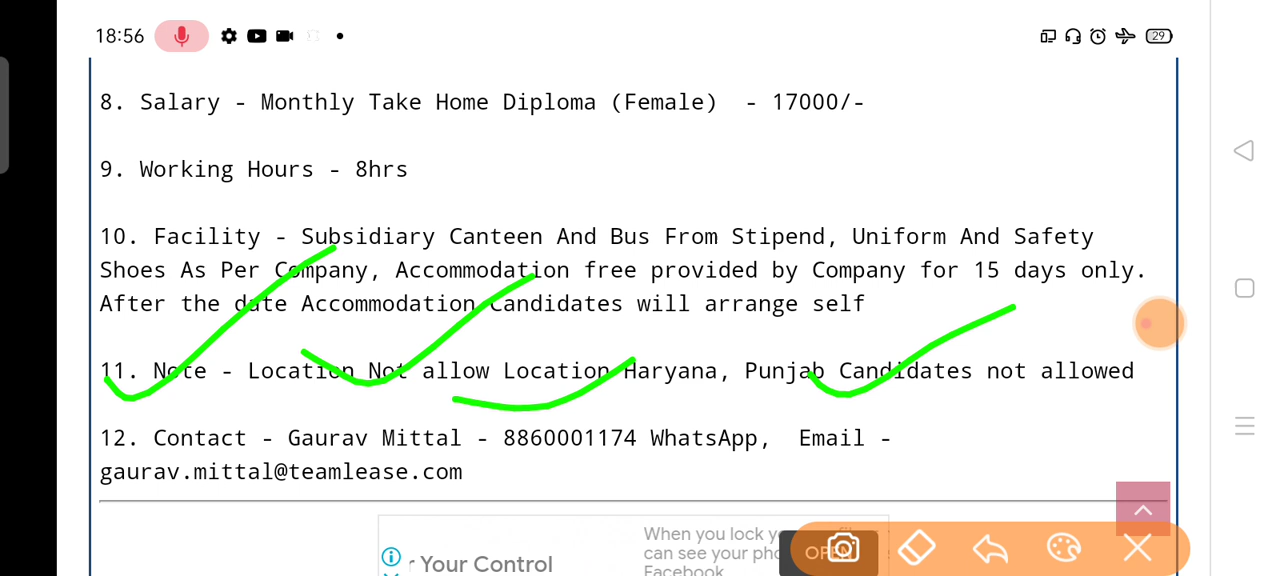 18:56
29
8. Salary - Monthly Take Home Diploma (Female) - 17000/-
9. Working Hours - 8hrs
10. Facility - Subsidiary Canteen And Bus From Stipend, Uniform And Safety
Shoes As Per Company, Accommodation free provided by Company for 15 days only.
After the date Accommodation Candidates will arrange self
11. Note - Location Not allow Location Haryana, Punjab Candidates not allowed
12. Contact - Gaurav Mittal - 8860001174 WhatsApp, Email -
gaurav.mittal@teamlease.com
r Your Control
When you lock
can see your
Facebook
OPEN